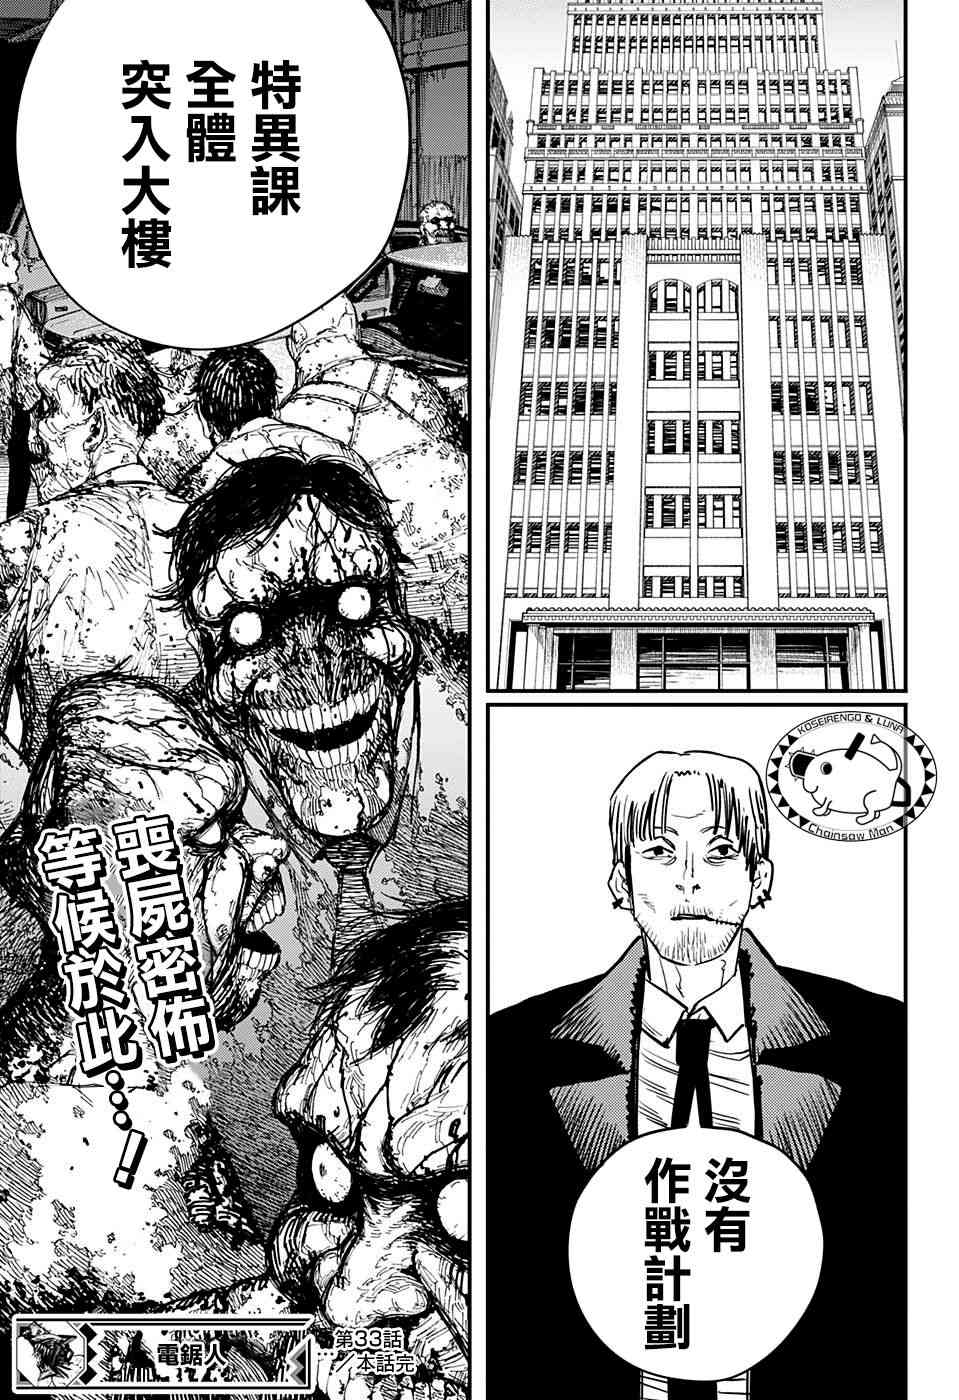 KOSEIRENGO & LUNA
Chainsaw Man
沒有
作戰計劃
特異課
全體
突入大樓
喪屍密佈
等候於此…！
電鋸人
第33話
本話完